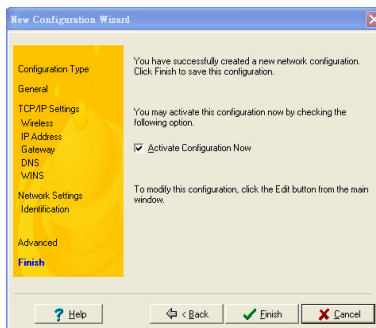 New Configuration Wizard
Configuration Type
General
TCP/IP Settings
Wireless
IP Address
Gateway
DNS
WINS
Network Settings
Identification
Advanced
Finish
You have successfully created a new network configuration.
Click Finish to save this configuration.
You may activate this configuration now by checking the
following option.
Activate Configuration Now
To modify this configuration, click the Edit button from the main
window.
? Help
< Back
Finish
Cancel